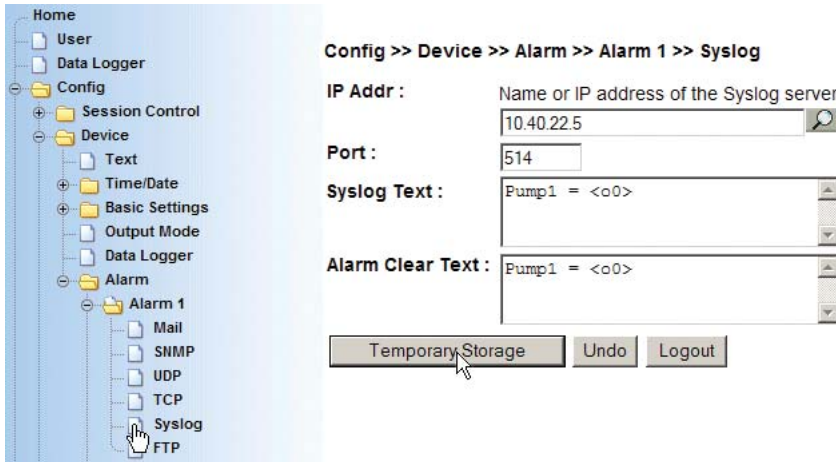 Home
User
Data Logger
Config
Session Control
Device
Text
Time/Date
Basic Settings
Output Mode
Data Logger
Alarm
Alarm 1
Mail
SNMP
UDP
TCP
Syslog
FTP
Config >> Device >> Alarm >> Alarm 1 >> Syslog
IP Addr :
Name or IP address of the Syslog server
10.40.22.5
Port :
514
Syslog Text :
Pump1 = <o0>
Alarm Clear Text :
Pump1 = <o0>
Temporary Storage
Undo
Logout